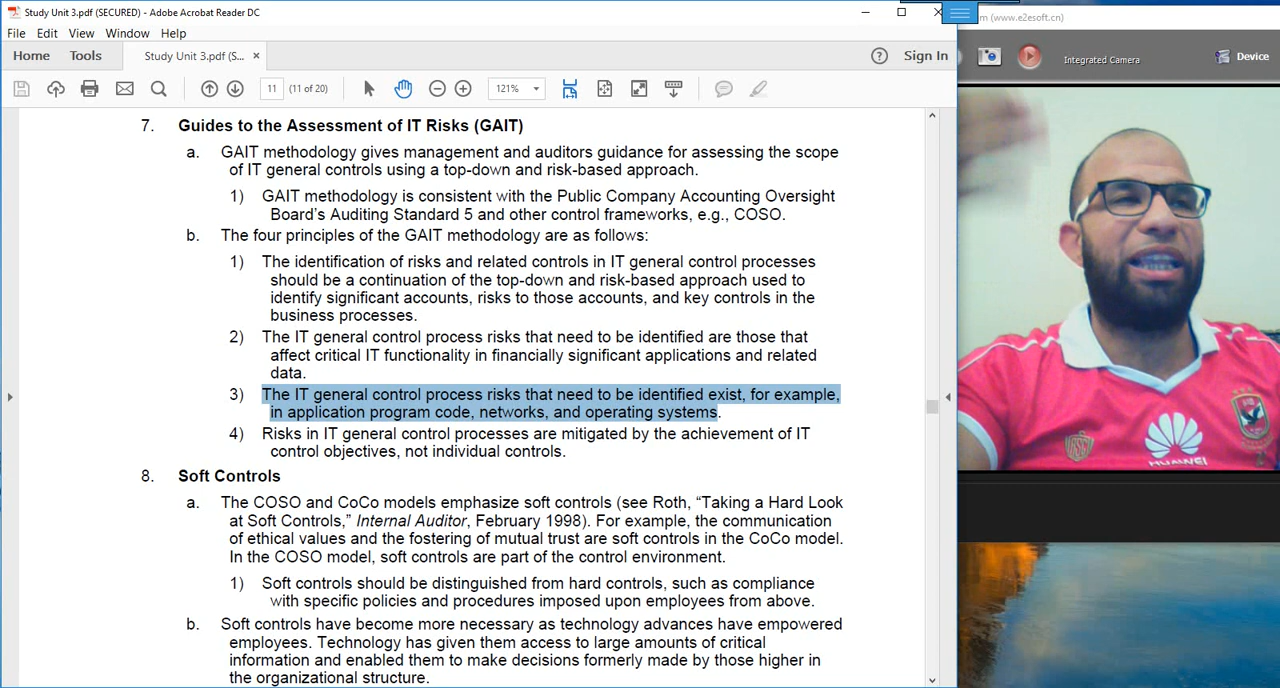 Study Unit 3.pdf (SECURED) - Adobe Acrobat Reader DC
m (www.e2esoft.cn)
File Edit View Window Help
Home Tools Study Unit 3.pdf (S... × Sign In
Integrated Camera Device
11 (11 of 20) 121%
7. Guides to the Assessment of IT Risks (GAIT)
a. GAIT methodology gives management and auditors guidance for assessing the scope
of IT general controls using a top-down and risk-based approach.
1) GAIT methodology is consistent with the Public Company Accounting Oversight
Board's Auditing Standard 5 and other control frameworks, e.g., COSO.
b. The four principles of the GAIT methodology are as follows:
1) The identification of risks and related controls in IT general control processes
should be a continuation of the top-down and risk-based approach used to
identify significant accounts, risks to those accounts, and key controls in the
business processes.
2) The IT general control process risks that need to be identified are those that
affect critical IT functionality in financially significant applications and related
data.
3) The IT general control process risks that need to be identified exist, for example,
in application program code, networks, and operating systems.
4) Risks in IT general control processes are mitigated by the achievement of IT
control objectives, not individual controls.
8. Soft Controls
a. The COSO and CoCo models emphasize soft controls (see Roth, “Taking a Hard Look
at Soft Controls,” Internal Auditor, February 1998). For example, the communication
of ethical values and the fostering of mutual trust are soft controls in the CoCo model.
In the COSO model, soft controls are part of the control environment.
1) Soft controls should be distinguished from hard controls, such as compliance
with specific policies and procedures imposed upon employees from above.
b. Soft controls have become more necessary as technology advances have empowered
employees. Technology has given them access to large amounts of critical
information and enabled them to make decisions formerly made by those higher in
the organizational structure.
HUAWEI